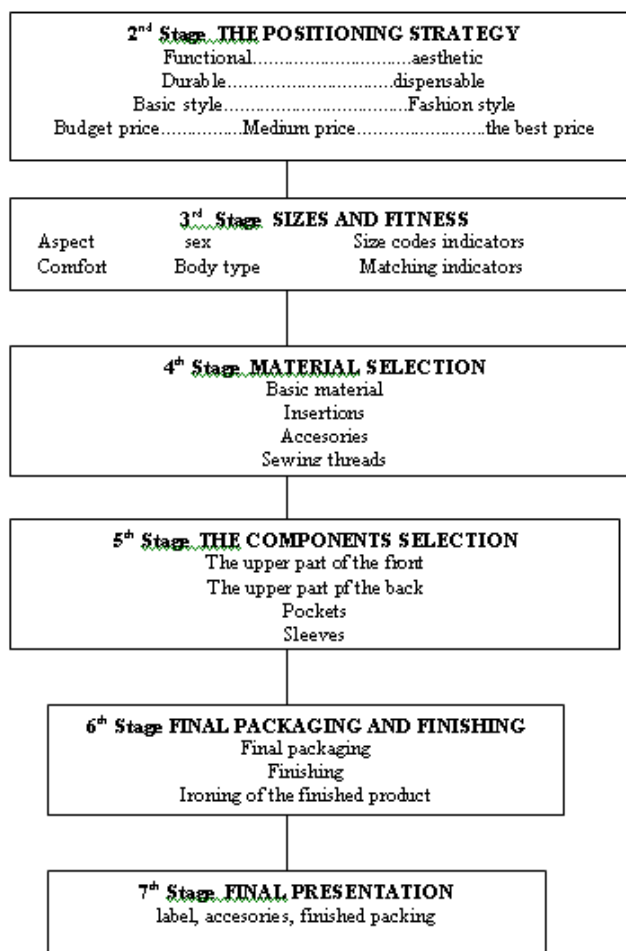 2nd Stage THE POSITIONING STRATEGY
Functional................................aesthetic
Durable..................................dispensable
Basic style......................................Fashion style
Budget price.................Medium price..........................the best price
3rd Stage SIZES AND FITNESS
Aspect sex Size codes indicators
Comfort Body type Matching indicators
4th Stage MATERIAL SELECTION
Basic material
Insertions
Accesories
Sewing threads
5th Stage THE COMPONENTS SELECTION
The upper part of the front
The upper part pf the back
Pockets
Sleeves
6th Stage FINAL PACKAGING AND FINISHING
Final packaging
Finishing
Ironing of the finished product
7th Stage FINAL PRESENTATION
label, accesories, finished packing